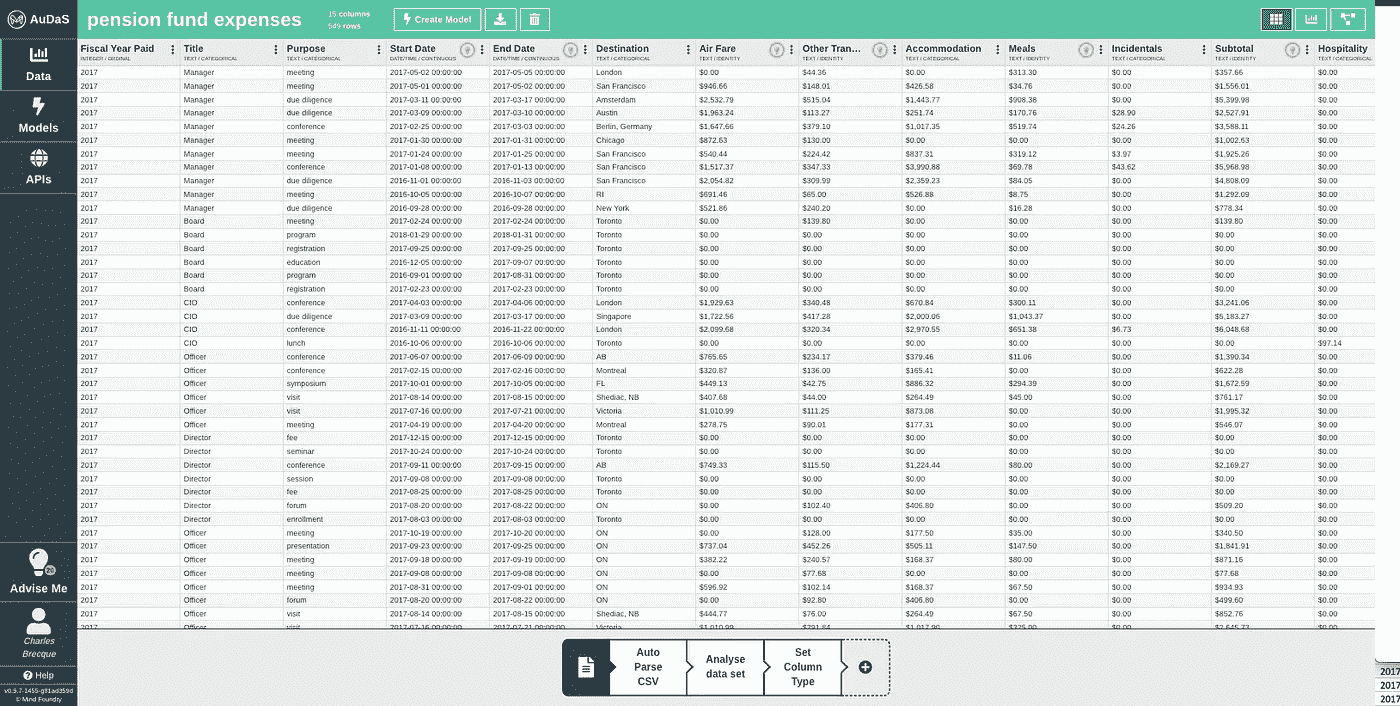 AuDaS
pension fund expenses
15 columns
549 rows
Create Model
Data
Models
APIs
Advise Me
20
Charles
Brecque
Help
v0.9.7-1455-g91ad359d
© Mind Foundry
Fiscal Year Paid Title Purpose Start Date End Date Destination Air Fare Other Tran... Accommodation Meals Incidentals Subtotal Hospitality
INTEGER / ORDINAL TEXT / CATEGORICAL TEXT / CATEGORICAL DATE/TIME / CONTINUOUS DATE/TIME / CONTINUOUS TEXT / CATEGORICAL TEXT / IDENTITY TEXT / IDENTITY TEXT / CATEGORICAL TEXT / IDENTITY TEXT / CATEGORICAL TEXT / IDENTITY TEXT / CATEGORICAL
2017 Manager meeting 2017-05-02 00:00:00 2017-05-05 00:00:00 London $0.00 $44.36 $0.00 $313.30 $0.00 $357.66 $0.00
2017 Manager meeting 2017-05-01 00:00:00 2017-05-02 00:00:00 San Francisco $946.66 $148.01 $426.58 $34.76 $0.00 $1,556.01 $0.00
2017 Manager due diligence 2017-03-11 00:00:00 2017-03-17 00:00:00 Amsterdam $2,532.79 $515.04 $1,443.77 $908.38 $0.00 $5,399.98 $0.00
2017 Manager due diligence 2017-03-09 00:00:00 2017-03-10 00:00:00 Austin $1,963.24 $113.27 $251.74 $170.76 $28.90 $2,527.91 $0.00
2017 Manager conference 2017-02-25 00:00:00 2017-03-03 00:00:00 Berlin, Germany $1,647.66 $379.10 $1,017.35 $519.74 $24.26 $3,588.11 $0.00
2017 Manager meeting 2017-01-30 00:00:00 2017-01-31 00:00:00 Chicago $872.63 $130.00 $0.00 $0.00 $0.00 $1,002.63 $0.00
2017 Manager meeting 2017-01-24 00:00:00 2017-01-25 00:00:00 San Francisco $540.44 $224.42 $837.31 $319.12 $3.97 $1,925.26 $0.00
2017 Manager conference 2017-01-08 00:00:00 2017-01-13 00:00:00 San Francisco $1,517.37 $347.33 $3,990.88 $69.78 $43.62 $5,968.98 $0.00
2017 Manager due diligence 2016-11-01 00:00:00 2016-11-03 00:00:00 San Francisco $2,054.82 $309.99 $2,359.23 $84.05 $0.00 $4,808.09 $0.00
2017 Manager meeting 2016-10-05 00:00:00 2016-10-07 00:00:00 RI $691.46 $65.00 $526.88 $8.75 $0.00 $1,292.09 $0.00
2017 Manager due diligence 2016-09-28 00:00:00 2016-09-28 00:00:00 New York $521.86 $240.20 $0.00 $16.28 $0.00 $778.34 $0.00
2017 Board meeting 2017-02-24 00:00:00 2017-02-24 00:00:00 Toronto $0.00 $139.80 $0.00 $0.00 $0.00 $139.80 $0.00
2017 Board program 2018-01-29 00:00:00 2018-01-31 00:00:00 Toronto $0.00 $0.00 $0.00 $0.00 $0.00 $0.00 $0.00
2017 Board registration 2017-09-25 00:00:00 2017-09-25 00:00:00 Toronto $0.00 $0.00 $0.00 $0.00 $0.00 $0.00 $0.00
2017 Board education 2016-12-05 00:00:00 2017-09-07 00:00:00 Toronto $0.00 $0.00 $0.00 $0.00 $0.00 $0.00 $0.00
2017 Board program 2016-09-01 00:00:00 2017-08-31 00:00:00 Toronto $0.00 $0.00 $0.00 $0.00 $0.00 $0.00 $0.00
2017 Board registration 2017-02-23 00:00:00 2017-02-23 00:00:00 Toronto $0.00 $0.00 $0.00 $0.00 $0.00 $0.00 $0.00
2017 CIO conference 2017-04-03 00:00:00 2017-04-06 00:00:00 London $1,929.63 $340.48 $670.84 $300.11 $0.00 $3,241.06 $0.00
2017 CIO due diligence 2017-03-09 00:00:00 2017-03-17 00:00:00 Singapore $1,722.56 $417.28 $2,000.06 $1,043.37 $0.00 $5,183.27 $0.00
2017 CIO conference 2016-11-11 00:00:00 2016-11-22 00:00:00 London $2,099.68 $320.34 $2,970.55 $651.38 $6.73 $6,048.68 $0.00
2017 CIO lunch 2016-10-06 00:00:00 2016-10-06 00:00:00 Toronto $0.00 $0.00 $0.00 $0.00 $0.00 $0.00 $97.14
2017 Officer conference 2017-06-07 00:00:00 2017-06-09 00:00:00 AB $765.65 $234.17 $379.46 $11.06 $0.00 $1,390.34 $0.00
2017 Officer conference 2017-02-15 00:00:00 2017-02-16 00:00:00 Montreal $320.87 $136.00 $165.41 $0.00 $0.00 $622.28 $0.00
2017 Officer symposium 2017-10-01 00:00:00 2017-10-05 00:00:00 FL $449.13 $42.75 $886.32 $294.39 $0.00 $1,672.59 $0.00
2017 Officer visit 2017-08-14 00:00:00 2017-08-15 00:00:00 Shediac, NB $407.68 $44.00 $264.49 $45.00 $0.00 $761.17 $0.00
2017 Officer visit 2017-07-16 00:00:00 2017-07-21 00:00:00 Victoria $1,010.99 $111.25 $873.08 $0.00 $0.00 $1,995.32 $0.00
2017 Officer meeting 2017-04-19 00:00:00 2017-04-20 00:00:00 Montreal $278.75 $90.01 $177.31 $0.00 $0.00 $546.07 $0.00
2017 Director fee 2017-12-15 00:00:00 2017-12-15 00:00:00 Toronto $0.00 $0.00 $0.00 $0.00 $0.00 $0.00 $0.00
2017 Director seminar 2017-10-24 00:00:00 2017-10-24 00:00:00 Toronto $0.00 $0.00 $0.00 $0.00 $0.00 $0.00 $0.00
2017 Director conference 2017-09-11 00:00:00 2017-09-15 00:00:00 AB $749.33 $115.50 $1,224.44 $80.00 $0.00 $2,169.27 $0.00
2017 Director session 2017-09-08 00:00:00 2017-09-08 00:00:00 Toronto $0.00 $0.00 $0.00 $0.00 $0.00 $0.00 $0.00
2017 Director fee 2017-08-25 00:00:00 2017-08-25 00:00:00 Toronto $0.00 $0.00 $0.00 $0.00 $0.00 $0.00 $0.00
2017 Director forum 2017-08-20 00:00:00 2017-08-22 00:00:00 ON $0.00 $102.40 $406.80 $0.00 $0.00 $509.20 $0.00
2017 Director enrollment 2017-08-03 00:00:00 2017-08-03 00:00:00 Toronto $0.00 $0.00 $0.00 $0.00 $0.00 $0.00 $0.00
2017 Officer meeting 2017-10-19 00:00:00 2017-10-20 00:00:00 ON $0.00 $128.00 $177.50 $35.00 $0.00 $340.50 $0.00
2017 Officer presentation 2017-09-23 00:00:00 2017-09-25 00:00:00 ON $737.04 $452.26 $505.11 $147.50 $0.00 $1,841.91 $0.00
2017 Officer meeting 2017-09-18 00:00:00 2017-09-19 00:00:00 ON $382.22 $240.57 $168.37 $80.00 $0.00 $871.16 $0.00
2017 Officer meeting 2017-09-08 00:00:00 2017-09-08 00:00:00 ON $0.00 $77.68 $0.00 $0.00 $0.00 $77.68 $0.00
2017 Officer meeting 2017-08-31 00:00:00 2017-09-01 00:00:00 ON $596.92 $102.14 $168.37 $67.50 $0.00 $934.93 $0.00
2017 Officer forum 2017-08-20 00:00:00 2017-08-22 00:00:00 ON $0.00 $92.80 $406.80 $0.00 $0.00 $499.60 $0.00
2017 Officer visit 2017-08-14 00:00:00 2017-08-15 00:00:00 Shediac, NB $444.77 $76.00 $264.49 $67.50 $0.00 $852.76 $0.00
2017 Officer visit 2017-07-16 00:00:00 2017-07-21 00:00:00 Victoria $1,010.99 $291.84 $1,017.90 $325.00 $0.00 $2,645.73 $0.00
Auto Parse CSV
Analyse data set
Set Column Type
2017
2017
2017